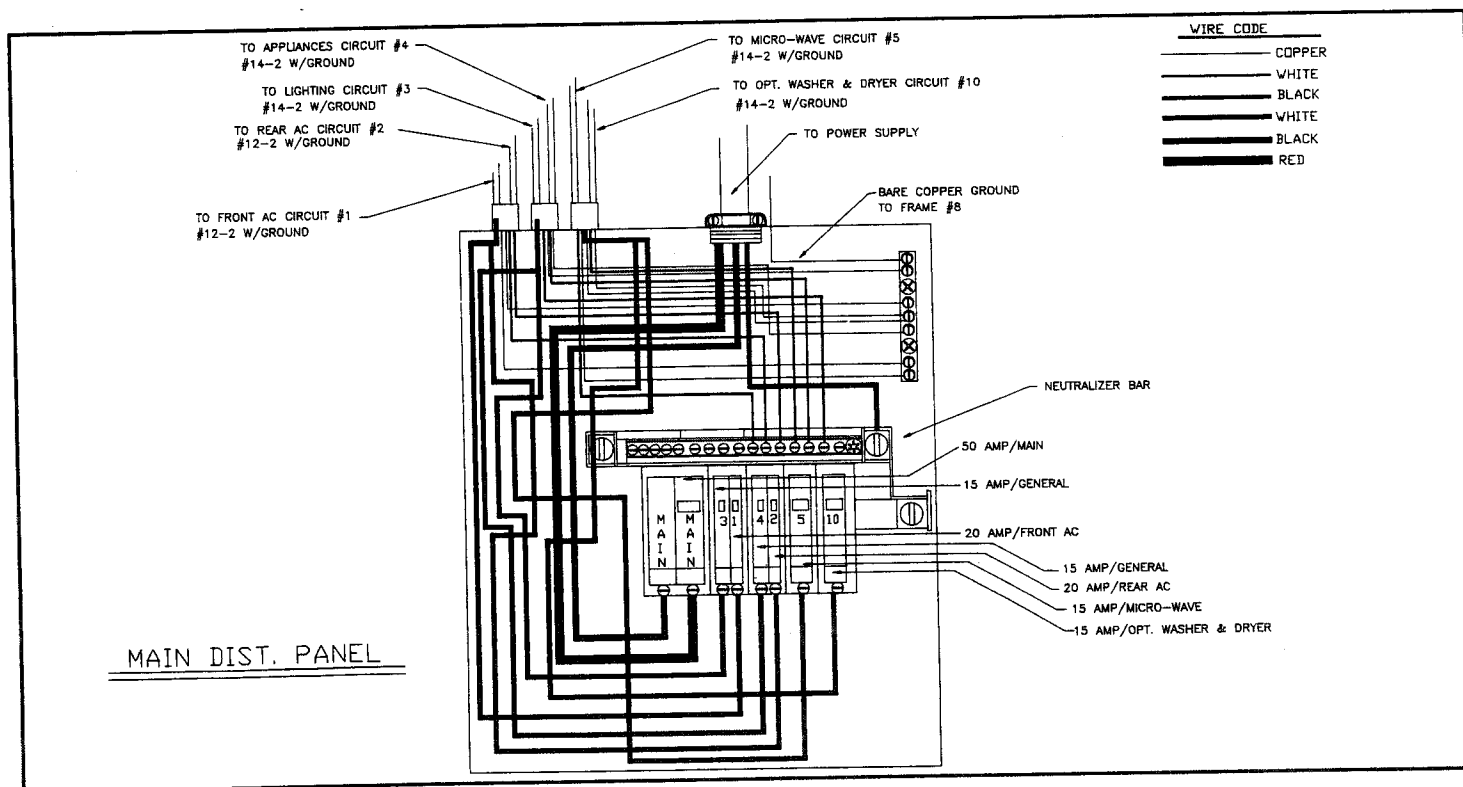 TO APPLIANCES CIRCUIT #4
#14-2 W/GROUND
TO LIGHTING CIRCUIT #3
#14-2 W/GROUND
TO REAR AC CIRCUIT #2
#12-2 W/GROUND
TO FRONT AC CIRCUIT #1
#12-2 W/GROUND
TO MICRO-WAVE CIRCUIT #5
#14-2 W/GROUND
TO OPT. WASHER & DRYER CIRCUIT #10
#14-2 W/GROUND
TO POWER SUPPLY
BARE COPPER GROUND
TO FRAME #8
WIRE CODE
COPPER
WHITE
BLACK
WHITE
BLACK
RED
NEUTRALIZER BAR
50 AMP/MAIN
15 AMP/GENERAL
20 AMP/FRONT AC
15 AMP/GENERAL
20 AMP/REAR AC
15 AMP/MICRO-WAVE
15 AMP/OPT. WASHER & DRYER
MAIN
MAIN
3
1
4
2
5
10
MAIN DIST. PANEL